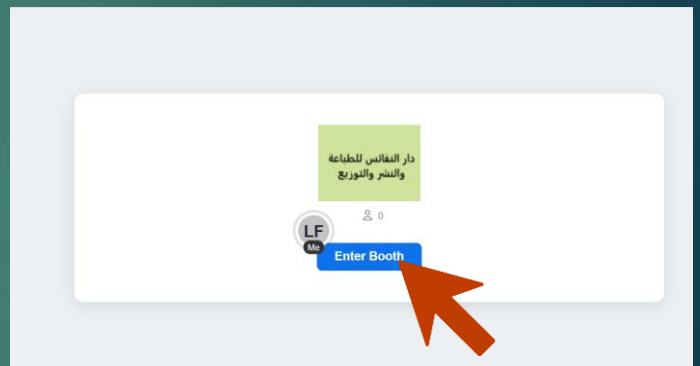 دار النفائس للطباعة
والنشر والتوزيع
0
LF
Me
Enter Booth